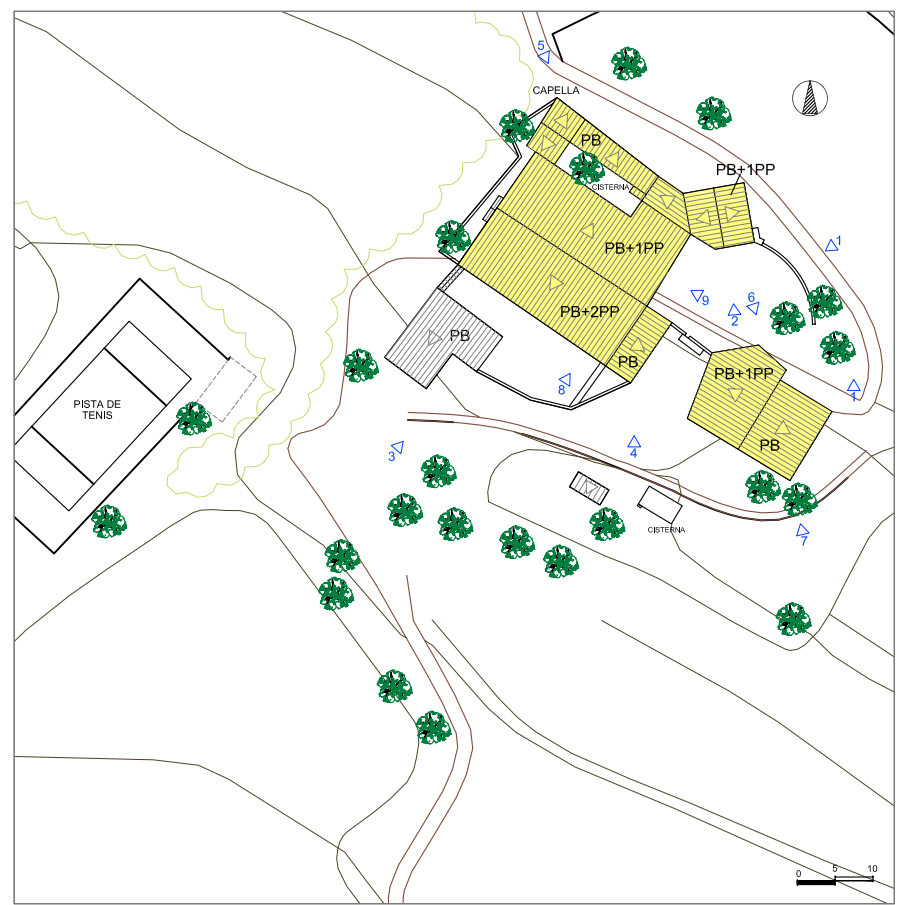 5
CAPELLA
PB
PB+1PP
CISTERNA
1
PB+1PP
9
6
2
PB+2PP
PB
PB
PB+1PP
8
1
PISTA DE
TENIS
3
4
PB
CISTERNA
7
0 5 10